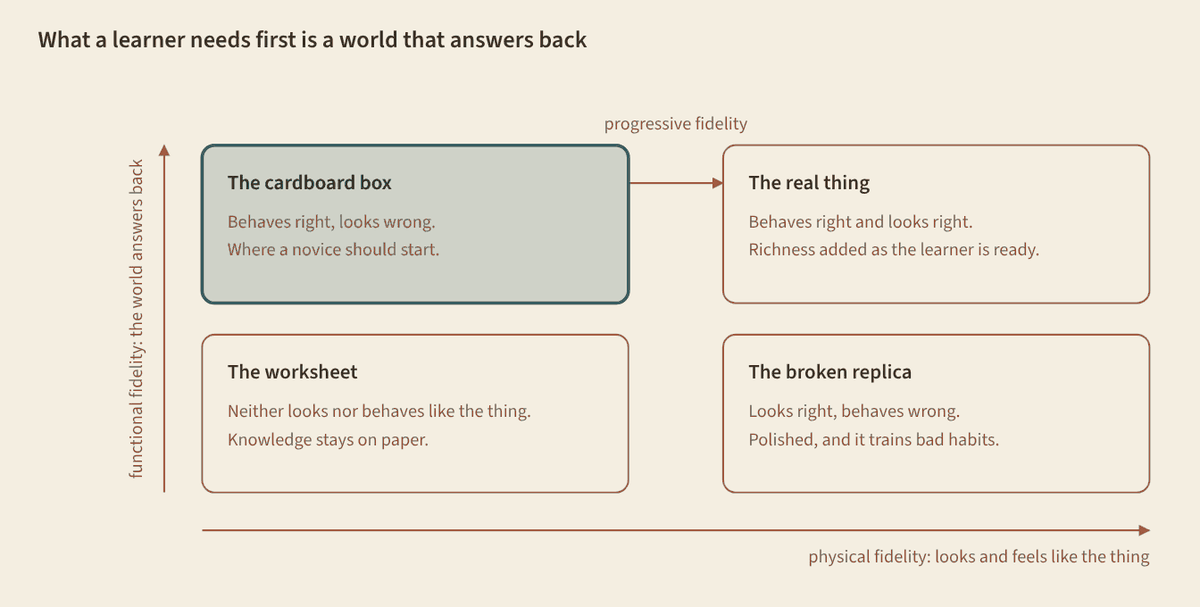 What a learner needs first is a world that answers back
progressive fidelity
functional fidelity: the world answers back
The cardboard box
Behaves right, looks wrong.
Where a novice should start.
The real thing
Behaves right and looks right.
Richness added as the learner is ready.
The worksheet
Neither looks nor behaves like the thing.
Knowledge stays on paper.
The broken replica
Looks right, behaves wrong.
Polished, and it trains bad habits.
physical fidelity: looks and feels like the thing